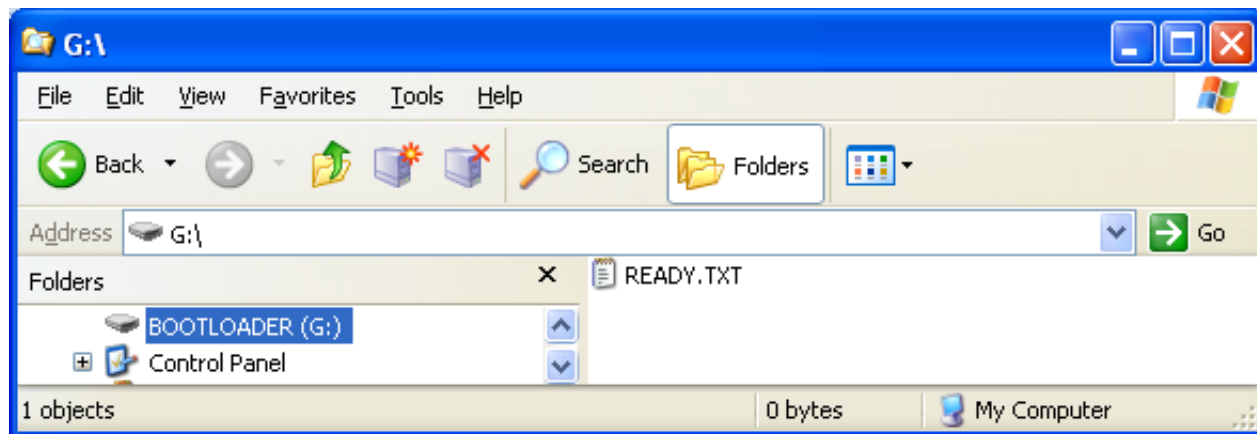 G:\
File Edit View Favorites Tools Help
Back Search Folders
Address G:\ Go
Folders READY.TXT
BOOTLOADER (G:)
Control Panel
1 objects 0 bytes My Computer